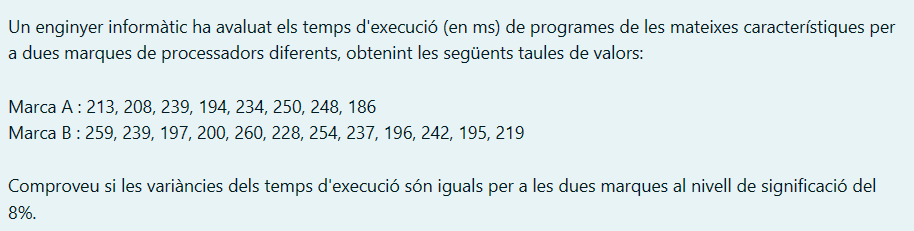 Un enginyer informàtic ha avaluat els temps d'execució (en ms) de programes de les mateixes característiques per
a dues marques de processadors diferents, obtenint les següents taules de valors:
Marca A : 213, 208, 239, 194, 234, 250, 248, 186
Marca B : 259, 239, 197, 200, 260, 228, 254, 237, 196, 242, 195, 219
Comproveu si les variàncies dels temps d'execució són iguals per a les dues marques al nivell de significació del
8%.